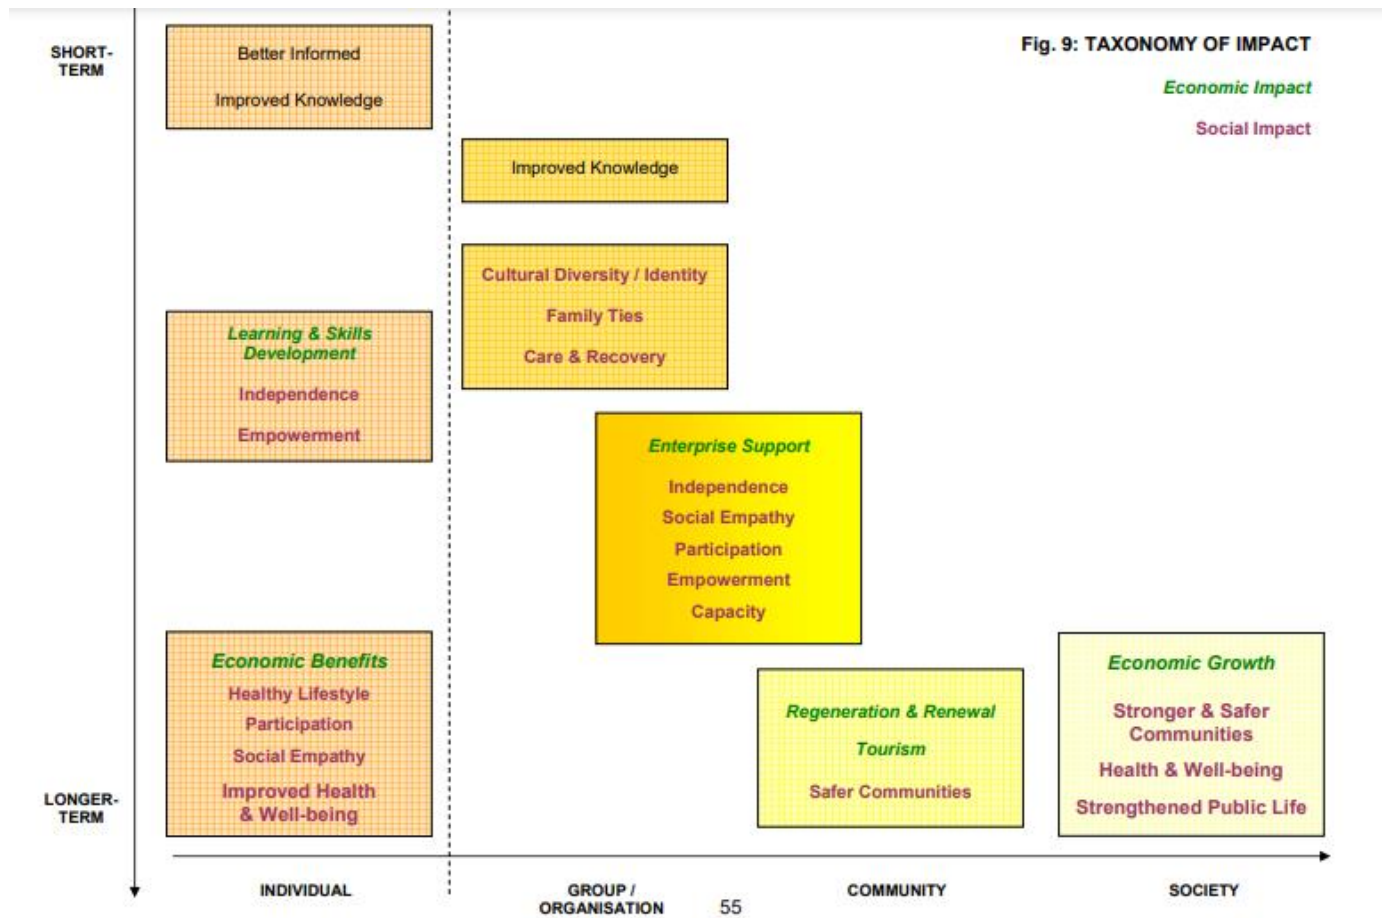 SHORT-
TERM
Fig. 9: TAXONOMY OF IMPACT
Economic Impact
Social Impact
Better Informed
Improved Knowledge
Improved Knowledge
Cultural Diversity / Identity
Family Ties
Care & Recovery
Learning & Skills
Development
Independence
Empowerment
Enterprise Support
Independence
Social Empathy
Participation
Empowerment
Capacity
Economic Benefits
Healthy Lifestyle
Participation
Social Empathy
Improved Health
& Well-being
Regeneration & Renewal
Tourism
Safer Communities
Economic Growth
Stronger & Safer
Communities
Health & Well-being
Strengthened Public Life
LONGER-
TERM
INDIVIDUAL
GROUP /
ORGANISATION
COMMUNITY
SOCIETY
55